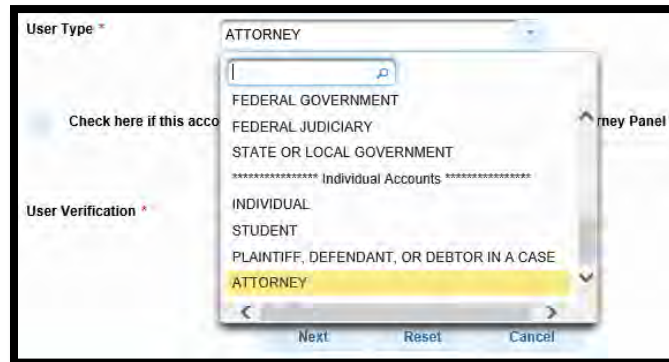 User Type *
ATTORNEY
FEDERAL GOVERNMENT
Check here if this acco
FEDERAL JUDICIARY
rney Panel
STATE OR LOCAL GOVERNMENT
**************** Individual Accounts ****************
User Verification *
INDIVIDUAL
STUDENT
PLAINTIFF, DEFENDANT, OR DEBTOR IN A CASE
ATTORNEY
Next Reset Cancel